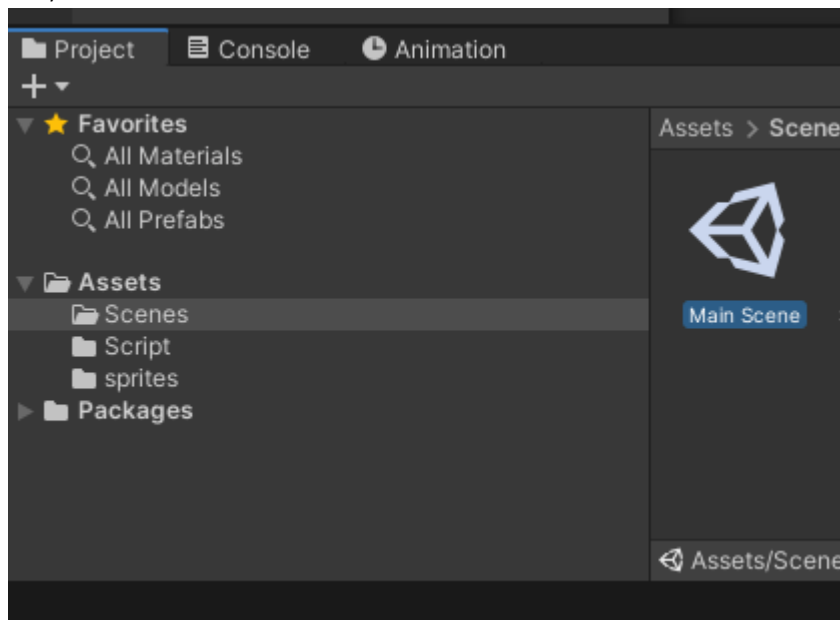 Project Console Animation
Favorites
Assets > Scene
All Materials
All Models
All Prefabs
Assets
Scenes
Main Scene
Script
sprites
Packages
Assets/Scene